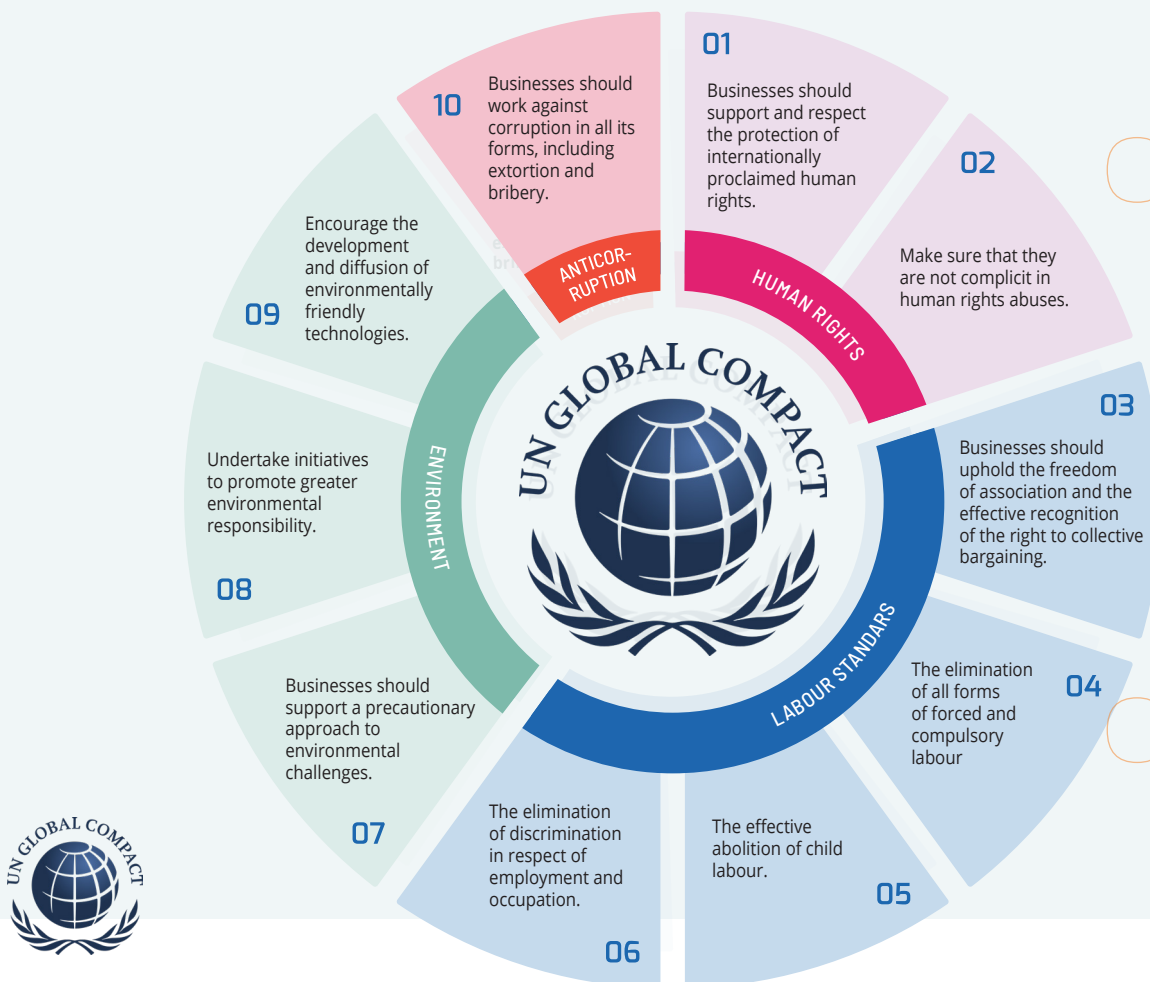 01
Businesses should
support and respect
the protection of
internationally
proclaimed human
rights.
02
Make sure that they
are not complicit in
human rights abuses.
HUMAN RIGHTS
03
Businesses should
uphold the freedom
of association and the
effective recognition
of the right to collective
bargaining.
04
The elimination
of all forms
of forced and
compulsory
labour
05
The effective
abolition of child
labour.
06
The elimination
of discrimination
in respect of
employment and
occupation.
LABOUR STANDARS
07
Businesses should
support a precautionary
approach to
environmental
challenges.
08
Undertake initiatives
to promote greater
environmental
responsibility.
09
Encourage the
development
and diffusion of
environmentally
friendly
technologies.
ENVIRONMENT
10
Businesses should
work against
corruption in all its
forms, including
extortion and
bribery.
ANTICOR-
RUPTION
UN GLOBAL COMPACT
UN GLOBAL COMPACT